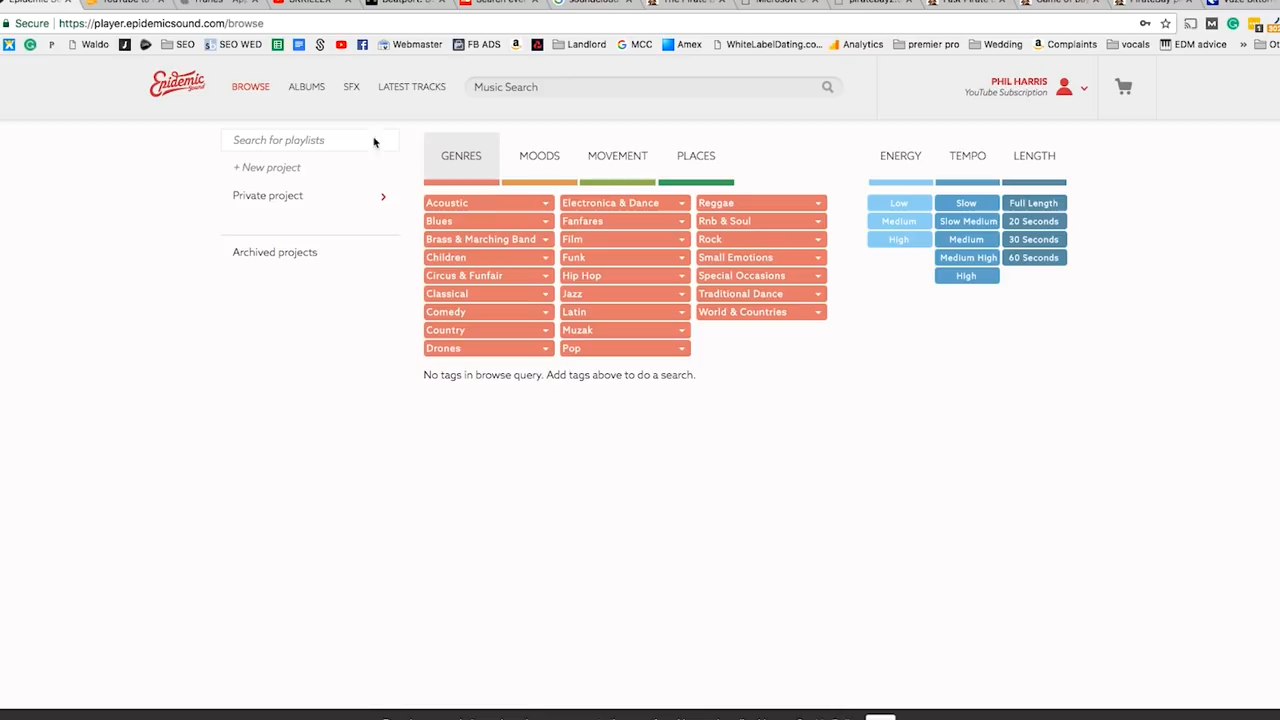 Secure https://player.epidemicsound.com/browse
Waldo SEO SEO WED Webmaster FB ADS Landlord MCC Amex WhiteLabelDating.co... Analytics premier pro Wedding Complaints vocals EDM advice »
Epidemic Sound BROWSE ALBUMS SFX LATEST TRACKS Music Search
PHIL HARRIS
YouTube Subscription
Search for playlists
+ New project
Private project
Archived projects
GENRES MOODS MOVEMENT PLACES ENERGY TEMPO LENGTH
Acoustic Electronica & Dance Reggae Low Slow Full Length
Blues Fanfares Rnb & Soul Medium Slow Medium 20 Seconds
Brass & Marching Band Film Rock High Medium 30 Seconds
Children Funk Small Emotions Medium High 60 Seconds
Circus & Funfair Hip Hop Special Occasions High
Classical Jazz Traditional Dance
Comedy Latin World & Countries
Country Muzak
Drones Pop
No tags in browse query. Add tags above to do a search.